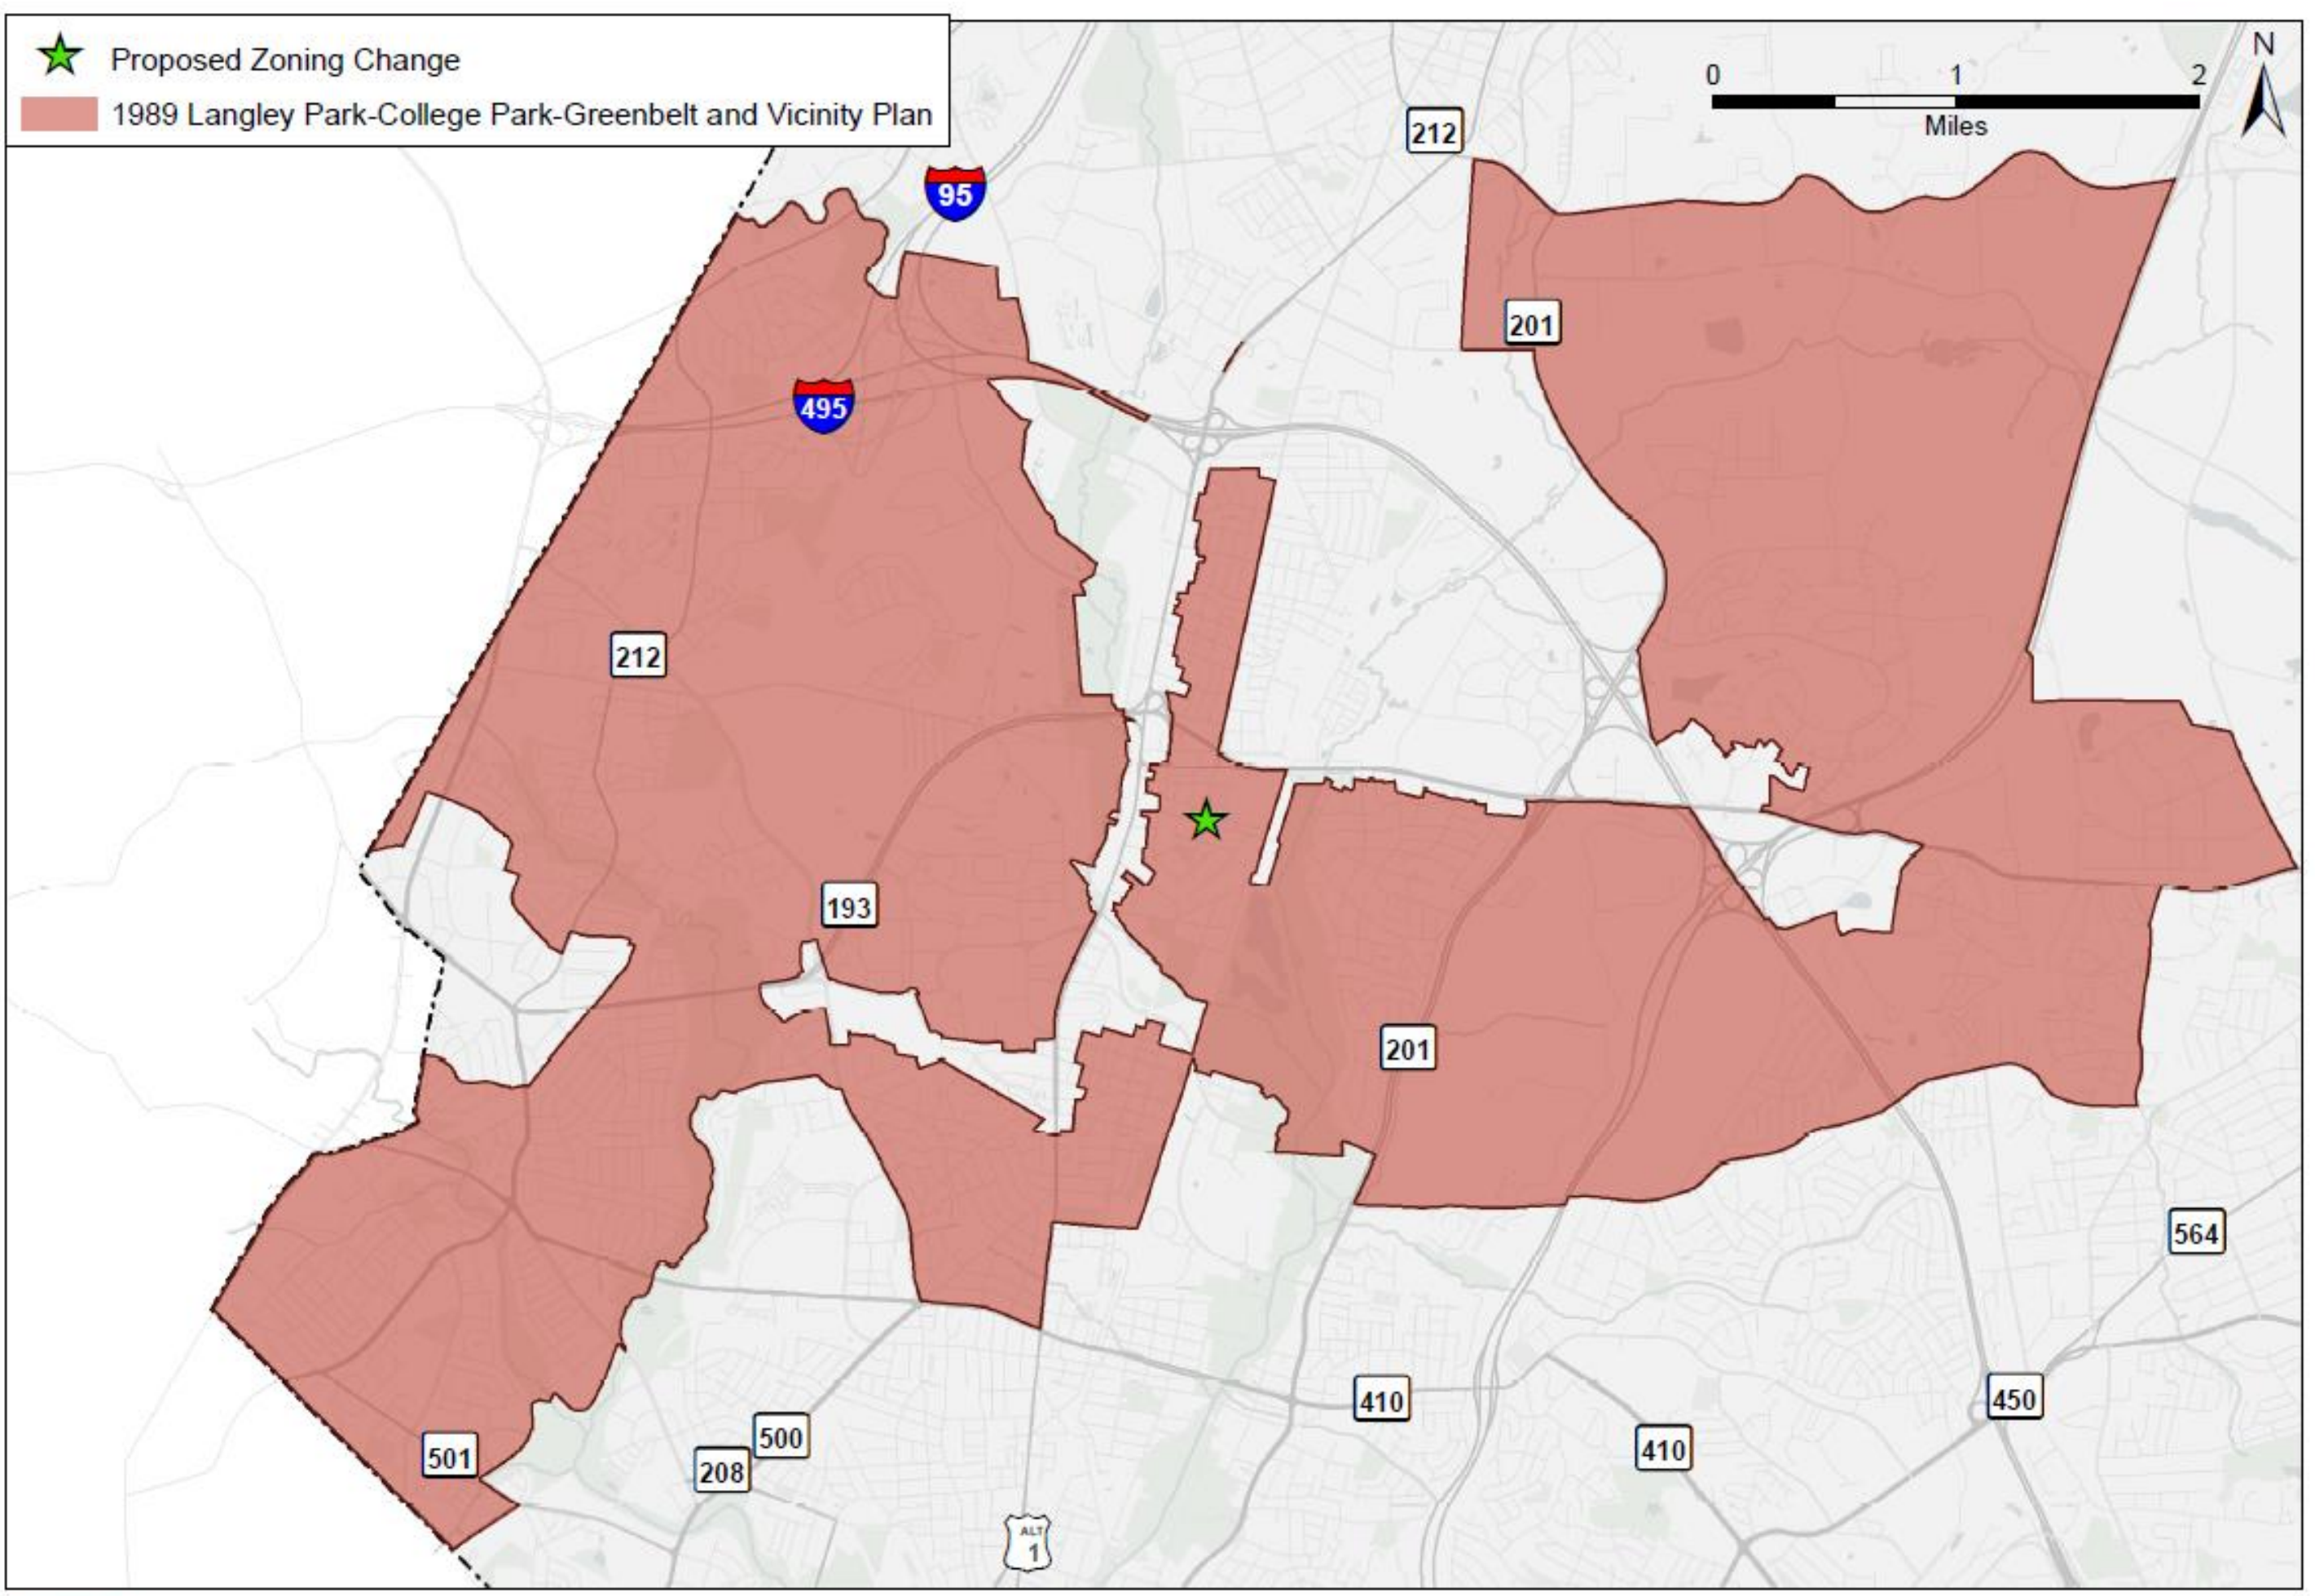 Proposed Zoning Change
1989 Langley Park-College Park-Greenbelt and Vicinity Plan
0 1 2
Miles
N
212
95
201
495
212
193
201
564
410
450
501
500
208
410
ALT
1